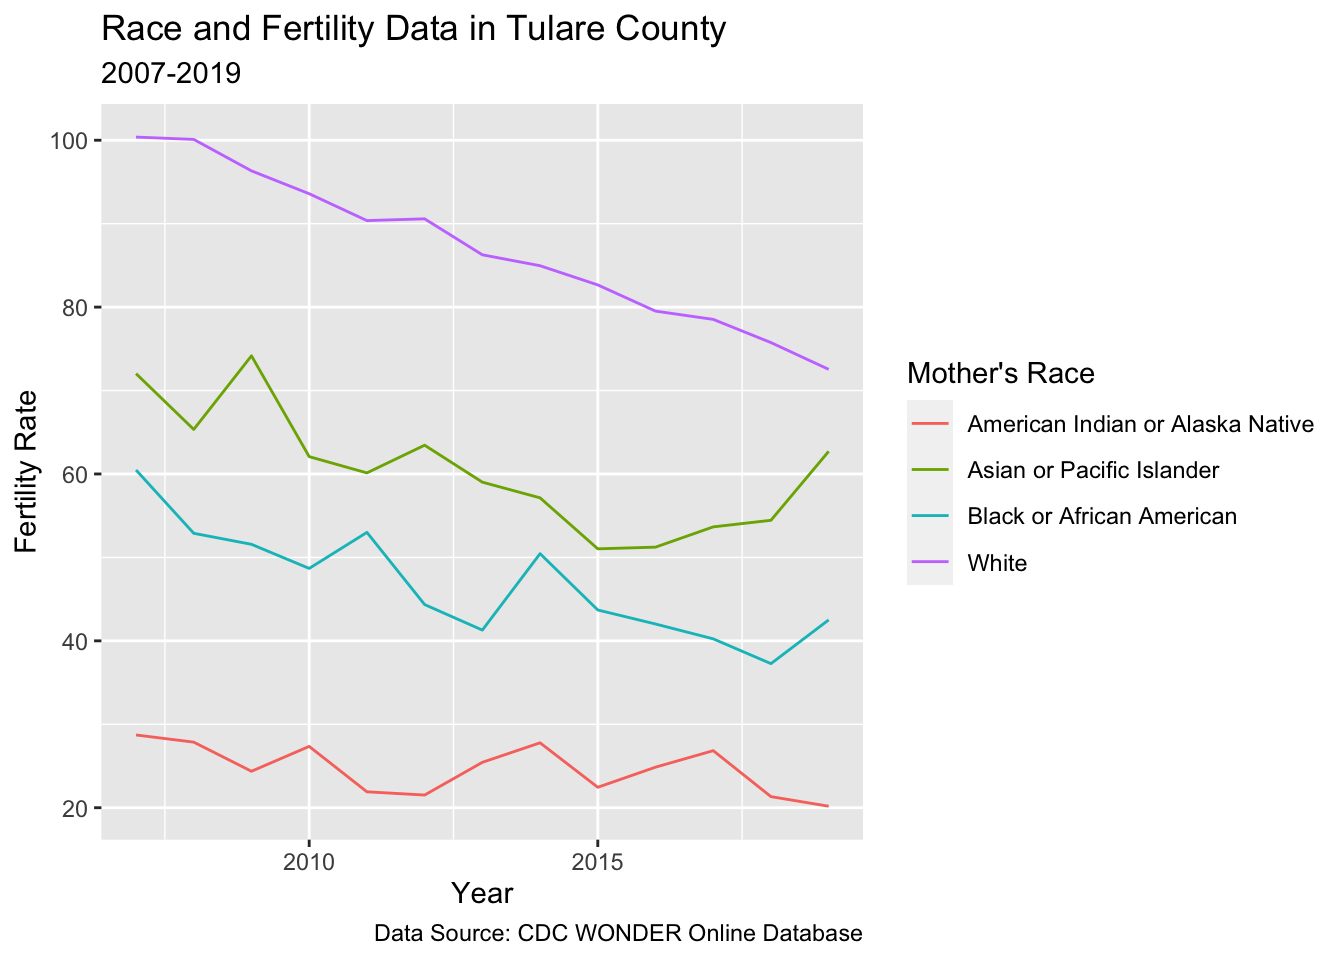 Race and Fertility Data in Tulare County
2007-2019
100
80
60
40
20
Fertility Rate
2010
2015
Year
Mother's Race
American Indian or Alaska Native
Asian or Pacific Islander
Black or African American
White
Data Source: CDC WONDER Online Database